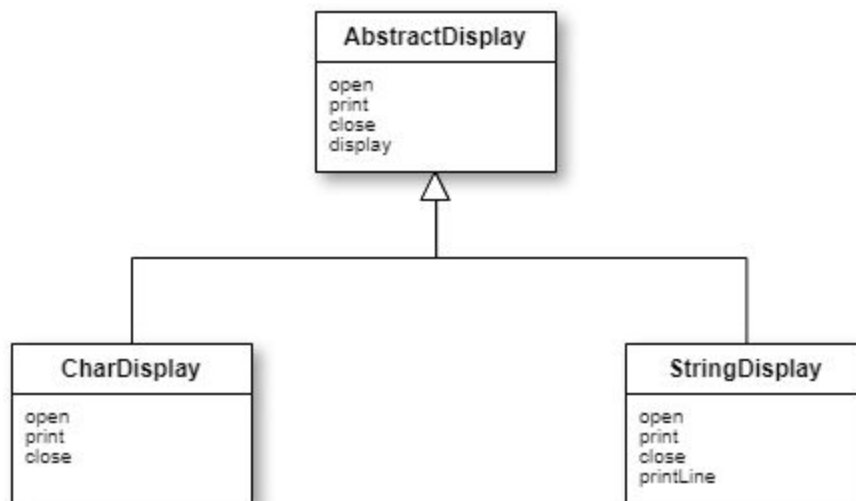 AbstractDisplay
open
print
close
display
CharDisplay
open
print
close
StringDisplay
open
print
close
printLine